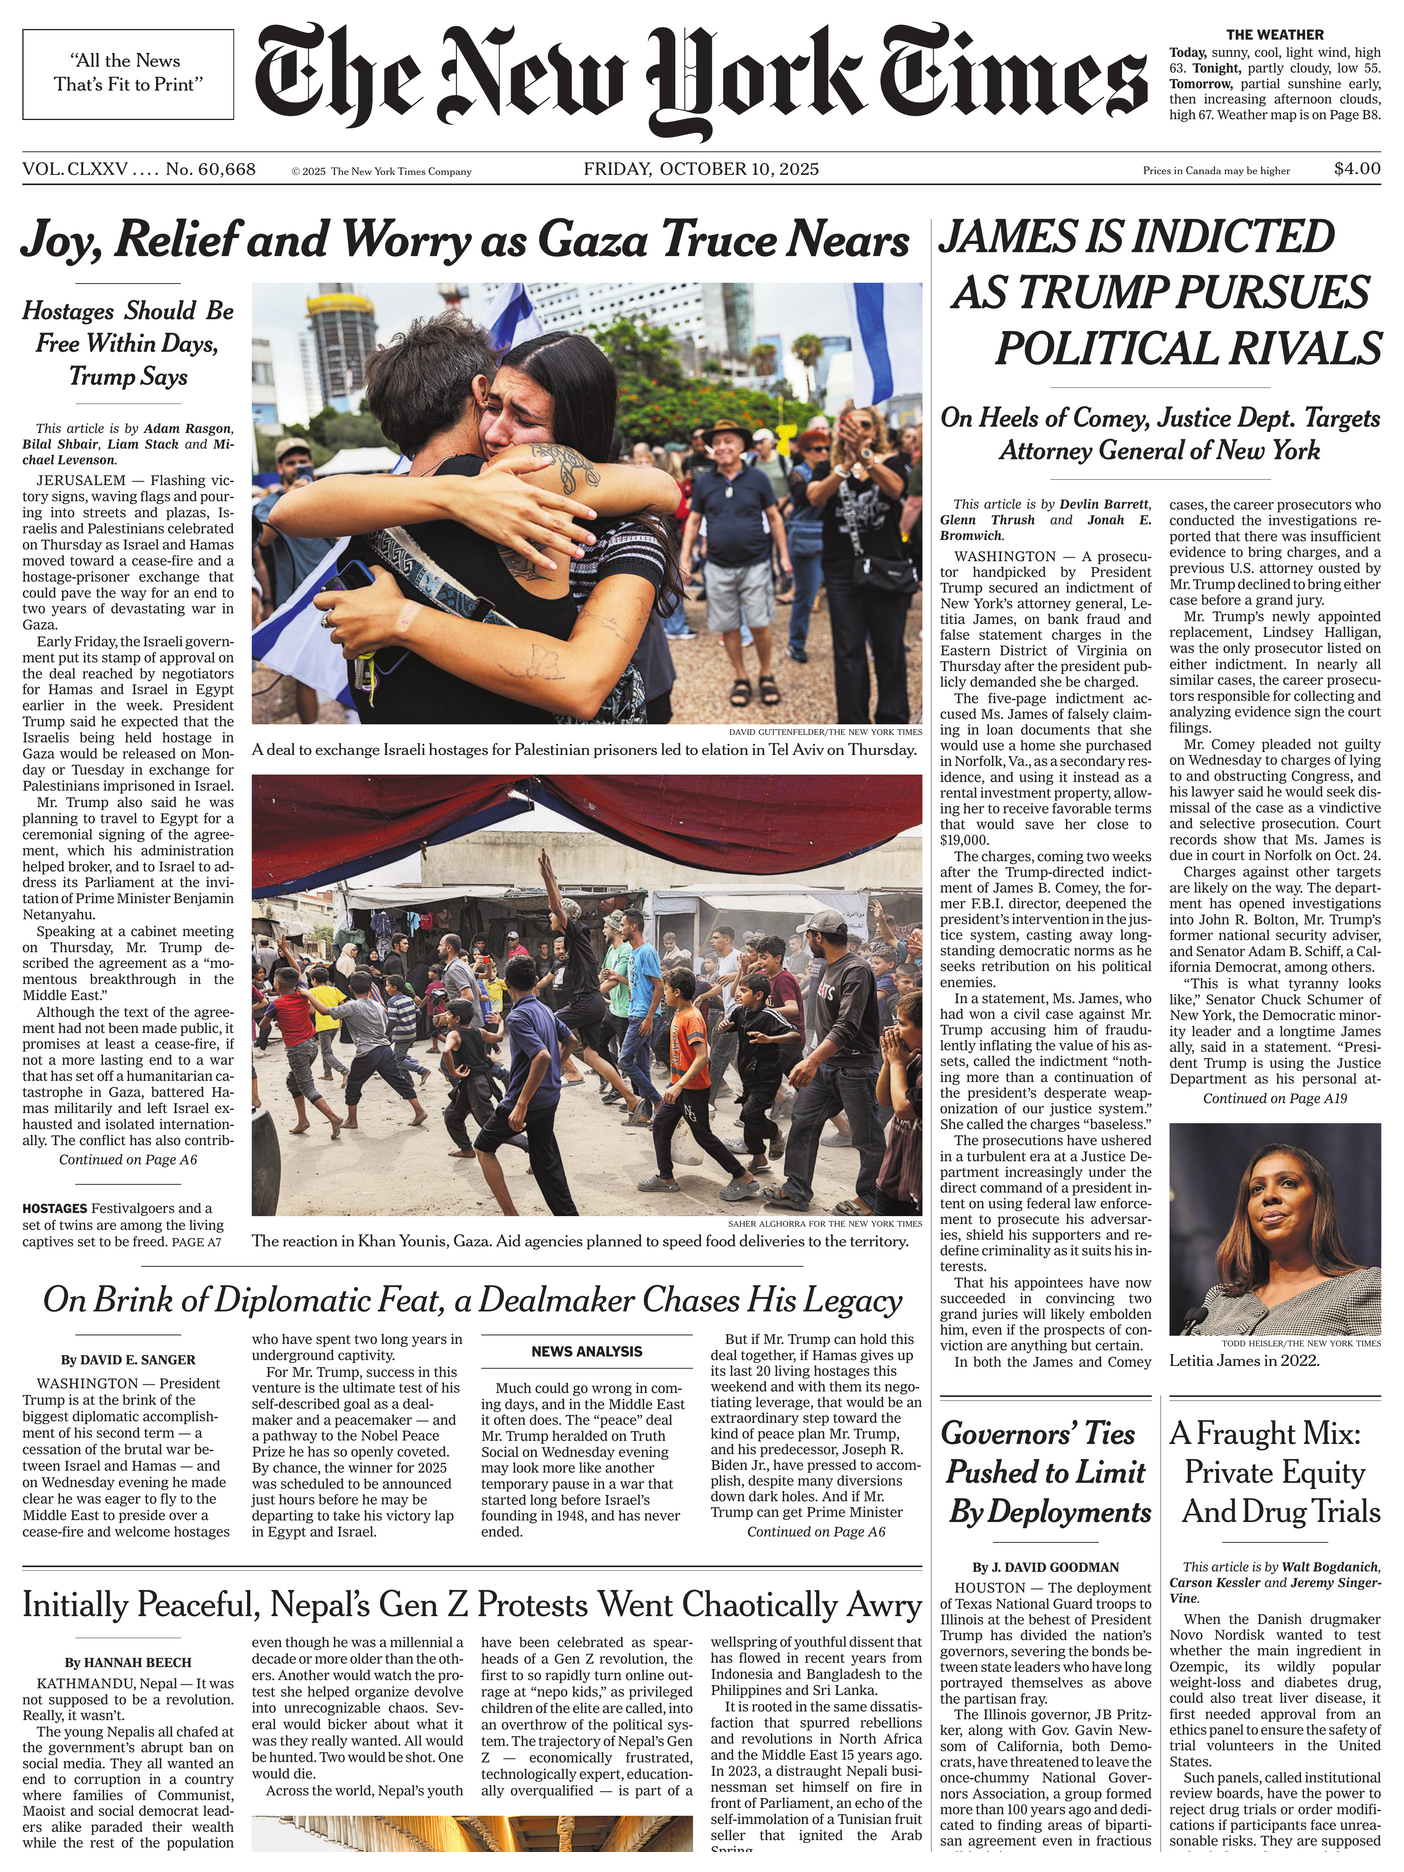 “All the News
That’s Fit to Print”
The New York Times
THE WEATHER
Today, sunny, cool, light wind, high
63. Tonight, partly cloudy, low 55.
Tomorrow, partial sunshine early,
then increasing afternoon clouds,
high 67. Weather map is on Page B8.
VOL. CLXXV .... No. 60,668
© 2025 The New York Times Company
FRIDAY, OCTOBER 10, 2025
Prices in Canada may be higher
$4.00
Joy, Relief and Worry as Gaza Truce Nears
Hostages Should Be
Free Within Days,
Trump Says
This article is by Adam Rasgon,
Bilal Shbair, Liam Stack and Mi-
chael Levenson.
JERUSALEM — Flashing vic-
tory signs, waving flags and pour-
ing into streets and plazas, Is-
raelis and Palestinians celebrated
on Thursday as Israel and Hamas
moved toward a cease-fire and a
hostage-prisoner exchange that
could pave the way for an end to
two years of devastating war in
Gaza.
Early Friday, the Israeli govern-
ment put its stamp of approval on
the deal reached by negotiators
for Hamas and Israel in Egypt
earlier in the week. President
Trump said he expected that the
Israelis being held hostage in
Gaza would be released on Mon-
day or Tuesday in exchange for
Palestinians imprisoned in Israel.
Mr. Trump also said he was
planning to travel to Egypt for a
ceremonial signing of the agree-
ment, which his administration
helped broker, and to Israel to ad-
dress its Parliament at the invi-
tation of Prime Minister Benjamin
Netanyahu.
Speaking at a cabinet meeting
on Thursday, Mr. Trump de-
scribed the agreement as a “mo-
mentous breakthrough in the
Middle East.”
Although the text of the agree-
ment had not been made public, it
promises at least a cease-fire, if
not a more lasting end to a war
that has set off a humanitarian ca-
tastrophe in Gaza, battered Ha-
mas militarily and left Israel ex-
hausted and isolated internation-
ally. The conflict has also contrib-
Continued on Page A6
HOSTAGES Festivalgoers and a
set of twins are among the living
captives set to be freed. PAGE A7
DAVID GUTTENFELDER/THE NEW YORK TIMES
A deal to exchange Israeli hostages for Palestinian prisoners led to elation in Tel Aviv on Thursday.
SAHER ALGHORRA FOR THE NEW YORK TIMES
The reaction in Khan Younis, Gaza. Aid agencies planned to speed food deliveries to the territory.
JAMES IS INDICTED
AS TRUMP PURSUES
POLITICAL RIVALS
On Heels of Comey, Justice Dept. Targets
Attorney General of New York
This article is by Devlin Barrett,
Glenn Thrush and Jonah E.
Bromwich.
WASHINGTON — A prosecu-
tor handpicked by President
Trump secured an indictment of
New York’s attorney general, Le-
titia James, on bank fraud and
false statement charges in the
Eastern District of Virginia on
Thursday after the president pub-
licly demanded she be charged.
The five-page indictment ac-
cused Ms. James of falsely claim-
ing in loan documents that she
would use a home she purchased
in Norfolk, Va., as a secondary res-
idence, and using it instead as a
rental investment property, allow-
ing her to receive favorable terms
that would save her close to
$19,000.
The charges, coming two weeks
after the Trump-directed indict-
ment of James B. Comey, the for-
mer F.B.I. director, deepened the
president’s intervention in the jus-
tice system, casting away long-
standing democratic norms as he
seeks retribution on his political
enemies.
In a statement, Ms. James, who
had won a civil case against Mr.
Trump accusing him of fraudu-
lently inflating the value of his as-
sets, called the indictment “noth-
ing more than a continuation of
the president’s desperate weap-
onization of our justice system.”
She called the charges “baseless.”
The prosecutions have ushered
in a turbulent era at a Justice De-
partment increasingly under the
direct command of a president in-
tent on using federal law enforce-
ment to prosecute his adversar-
ies, shield his supporters and re-
define criminality as it suits his in-
terests.
That his appointees have now
succeeded in convincing two
grand juries will likely embolden
him, even if the prospects of con-
viction are anything but certain.
In both the James and Comey
cases, the career prosecutors who
conducted the investigations re-
ported that there was insufficient
evidence to bring charges, and a
previous U.S. attorney ousted by
Mr. Trump declined to bring either
case before a grand jury.
Mr. Trump’s newly appointed
replacement, Lindsey Halligan,
was the only prosecutor listed on
either indictment. In nearly all
similar cases, the career prosecu-
tors responsible for collecting and
analyzing evidence sign the court
filings.
Mr. Comey pleaded not guilty
on Wednesday to charges of lying
to and obstructing Congress, and
his lawyer said he would seek dis-
missal of the case as a vindictive
and selective prosecution. Court
records show that Ms. James is
due in court in Norfolk on Oct. 24.
Charges against other targets
are likely on the way. The depart-
ment has opened investigations
into John R. Bolton, Mr. Trump’s
former national security adviser,
and Senator Adam B. Schiff, a Cal-
ifornia Democrat, among others.
“This is what tyranny looks
like,” Senator Chuck Schumer of
New York, the Democratic minor-
ity leader and a longtime James
ally, said in a statement. “Presi-
dent Trump is using the Justice
Department as his personal at-
Continued on Page A19
TODD HEISLER/THE NEW YORK TIMES
Letitia James in 2022.
On Brink of Diplomatic Feat, a Dealmaker Chases His Legacy
By DAVID E. SANGER
WASHINGTON — President
Trump is at the brink of the
biggest diplomatic accomplish-
ment of his second term — a
cessation of the brutal war be-
tween Israel and Hamas — and
on Wednesday evening he made
clear he was eager to fly to the
Middle East to preside over a
cease-fire and welcome hostages
who have spent two long years in
underground captivity.
For Mr. Trump, success in this
venture is the ultimate test of his
self-described goal as a deal-
maker and a peacemaker — and
a pathway to the Nobel Peace
Prize he has so openly coveted.
By chance, the winner for 2025
was scheduled to be announced
just hours before he may be
departing to take his victory lap
in Egypt and Israel.
NEWS ANALYSIS
Much could go wrong in com-
ing days, and in the Middle East
it often does. The “peace” deal
Mr. Trump heralded on Truth
Social on Wednesday evening
may look more like another
temporary pause in a war that
started long before Israel’s
founding in 1948, and has never
ended.
But if Mr. Trump can hold this
deal together, if Hamas gives up
its last 20 living hostages this
weekend and with them its nego-
tiating leverage, that would be an
extraordinary step toward the
kind of peace plan Mr. Trump,
and his predecessor, Joseph R.
Biden Jr., have pressed to accom-
plish, despite many diversions
down dark holes. And if Mr.
Trump can get Prime Minister
Continued on Page A6
Initially Peaceful, Nepal’s Gen Z Protests Went Chaotically Awry
By HANNAH BEECH
KATHMANDU, Nepal — It was
not supposed to be a revolution.
Really, it wasn’t.
The young Nepalis all chafed at
the government’s abrupt ban on
social media. They all wanted an
end to corruption in a country
where families of Communist,
Maoist and social democrat lead-
ers alike paraded their wealth
while the rest of the population
even though he was a millennial a
decade or more older than the oth-
ers. Another would watch the pro-
test she helped organize devolve
into unrecognizable chaos. Sev-
eral would bicker about what it
was they really wanted. All would
be hunted. Two would be shot. One
would die.
Across the world, Nepal’s youth
have been celebrated as spear-
heads of a Gen Z revolution, the
first to so rapidly turn online out-
rage at “nepo kids,” as privileged
children of the elite are called, into
an overthrow of the political sys-
tem. The trajectory of Nepal’s Gen
Z — economically frustrated,
technologically expert, education-
ally overqualified — is part of a
wellspring of youthful dissent that
has flowed in recent years from
Indonesia and Bangladesh to the
Philippines and Sri Lanka.
It is rooted in the same dissatis-
faction that spurred rebellions
and revolutions in North Africa
and the Middle East 15 years ago.
In 2023, a distraught Nepali busi-
nessman set himself on fire in
front of Parliament, an echo of the
self-immolation of a Tunisian fruit
seller that ignited the Arab
Spring.
Governors’ Ties
Pushed to Limit
By Deployments
By J. DAVID GOODMAN
HOUSTON — The deployment
of Texas National Guard troops to
Illinois at the behest of President
Trump has divided the nation’s
governors, severing the bonds be-
tween state leaders who have long
portrayed themselves as above
the partisan fray.
The Illinois governor, JB Pritz-
ker, along with Gov. Gavin New-
som of California, both Demo-
crats, have threatened to leave the
once-chummy National Gover-
nors Association, a group formed
more than 100 years ago and dedi-
cated to finding areas of biparti-
san agreement even in fractious
A Fraught Mix:
Private Equity
And Drug Trials
This article is by Walt Bogdanich,
Carson Kessler and Jeremy Singer-
Vine.
When the Danish drugmaker
Novo Nordisk wanted to test
whether the main ingredient in
Ozempic, its wildly popular
weight-loss and diabetes drug,
could also treat liver disease, it
first needed approval from an
ethics panel to ensure the safety of
trial volunteers in the United
States.
Such panels, called institutional
review boards, have the power to
reject drug trials or order modifi-
cations if participants face unrea-
sonable risks. They are supposed